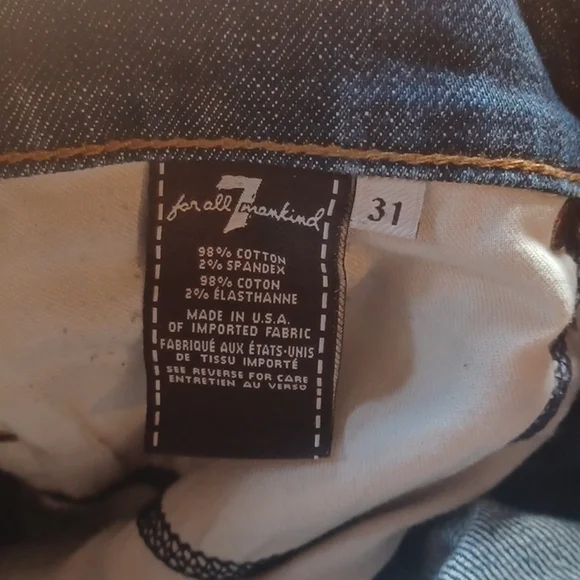 7 for all mankind
31
98% COTTON
2% SPANDEX
98% COTON
2% ÉLASTHANNE
MADE IN U.S.A.
OF IMPORTED FABRIC
FABRIQUÉ AUX ÉTATS-UNIS
DE TISSU IMPORTÉ
SEE REVERSE FOR CARE
ENTRETIEN AU VERSO